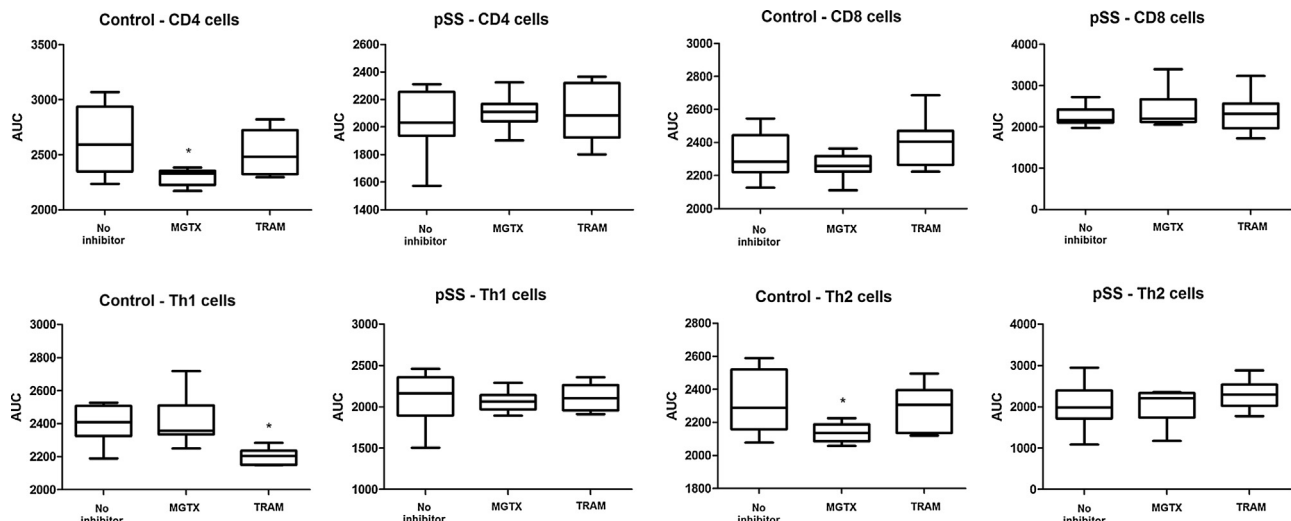 Control - CD4 cells
AUC
3500
3000
2500
2000
*
No inhibitor
MGTX
TRAM
pSS - CD4 cells
AUC
2600
2400
2200
2000
1800
1600
1400
No inhibitor
MGTX
TRAM
Control - CD8 cells
AUC
3000
2800
2600
2400
2200
2000
No inhibitor
MGTX
TRAM
pSS - CD8 cells
AUC
4000
3000
2000
1000
0
No inhibitor
MGTX
TRAM
Control - Th1 cells
AUC
3000
2800
2600
2400
2200
2000
*
No inhibitor
MGTX
TRAM
pSS - Th1 cells
AUC
3000
2500
2000
1500
1000
No inhibitor
MGTX
TRAM
Control - Th2 cells
AUC
2800
2600
2400
2200
2000
1800
*
No inhibitor
MGTX
TRAM
pSS - Th2 cells
AUC
4000
3000
2000
1000
0
No inhibitor
MGTX
TRAM